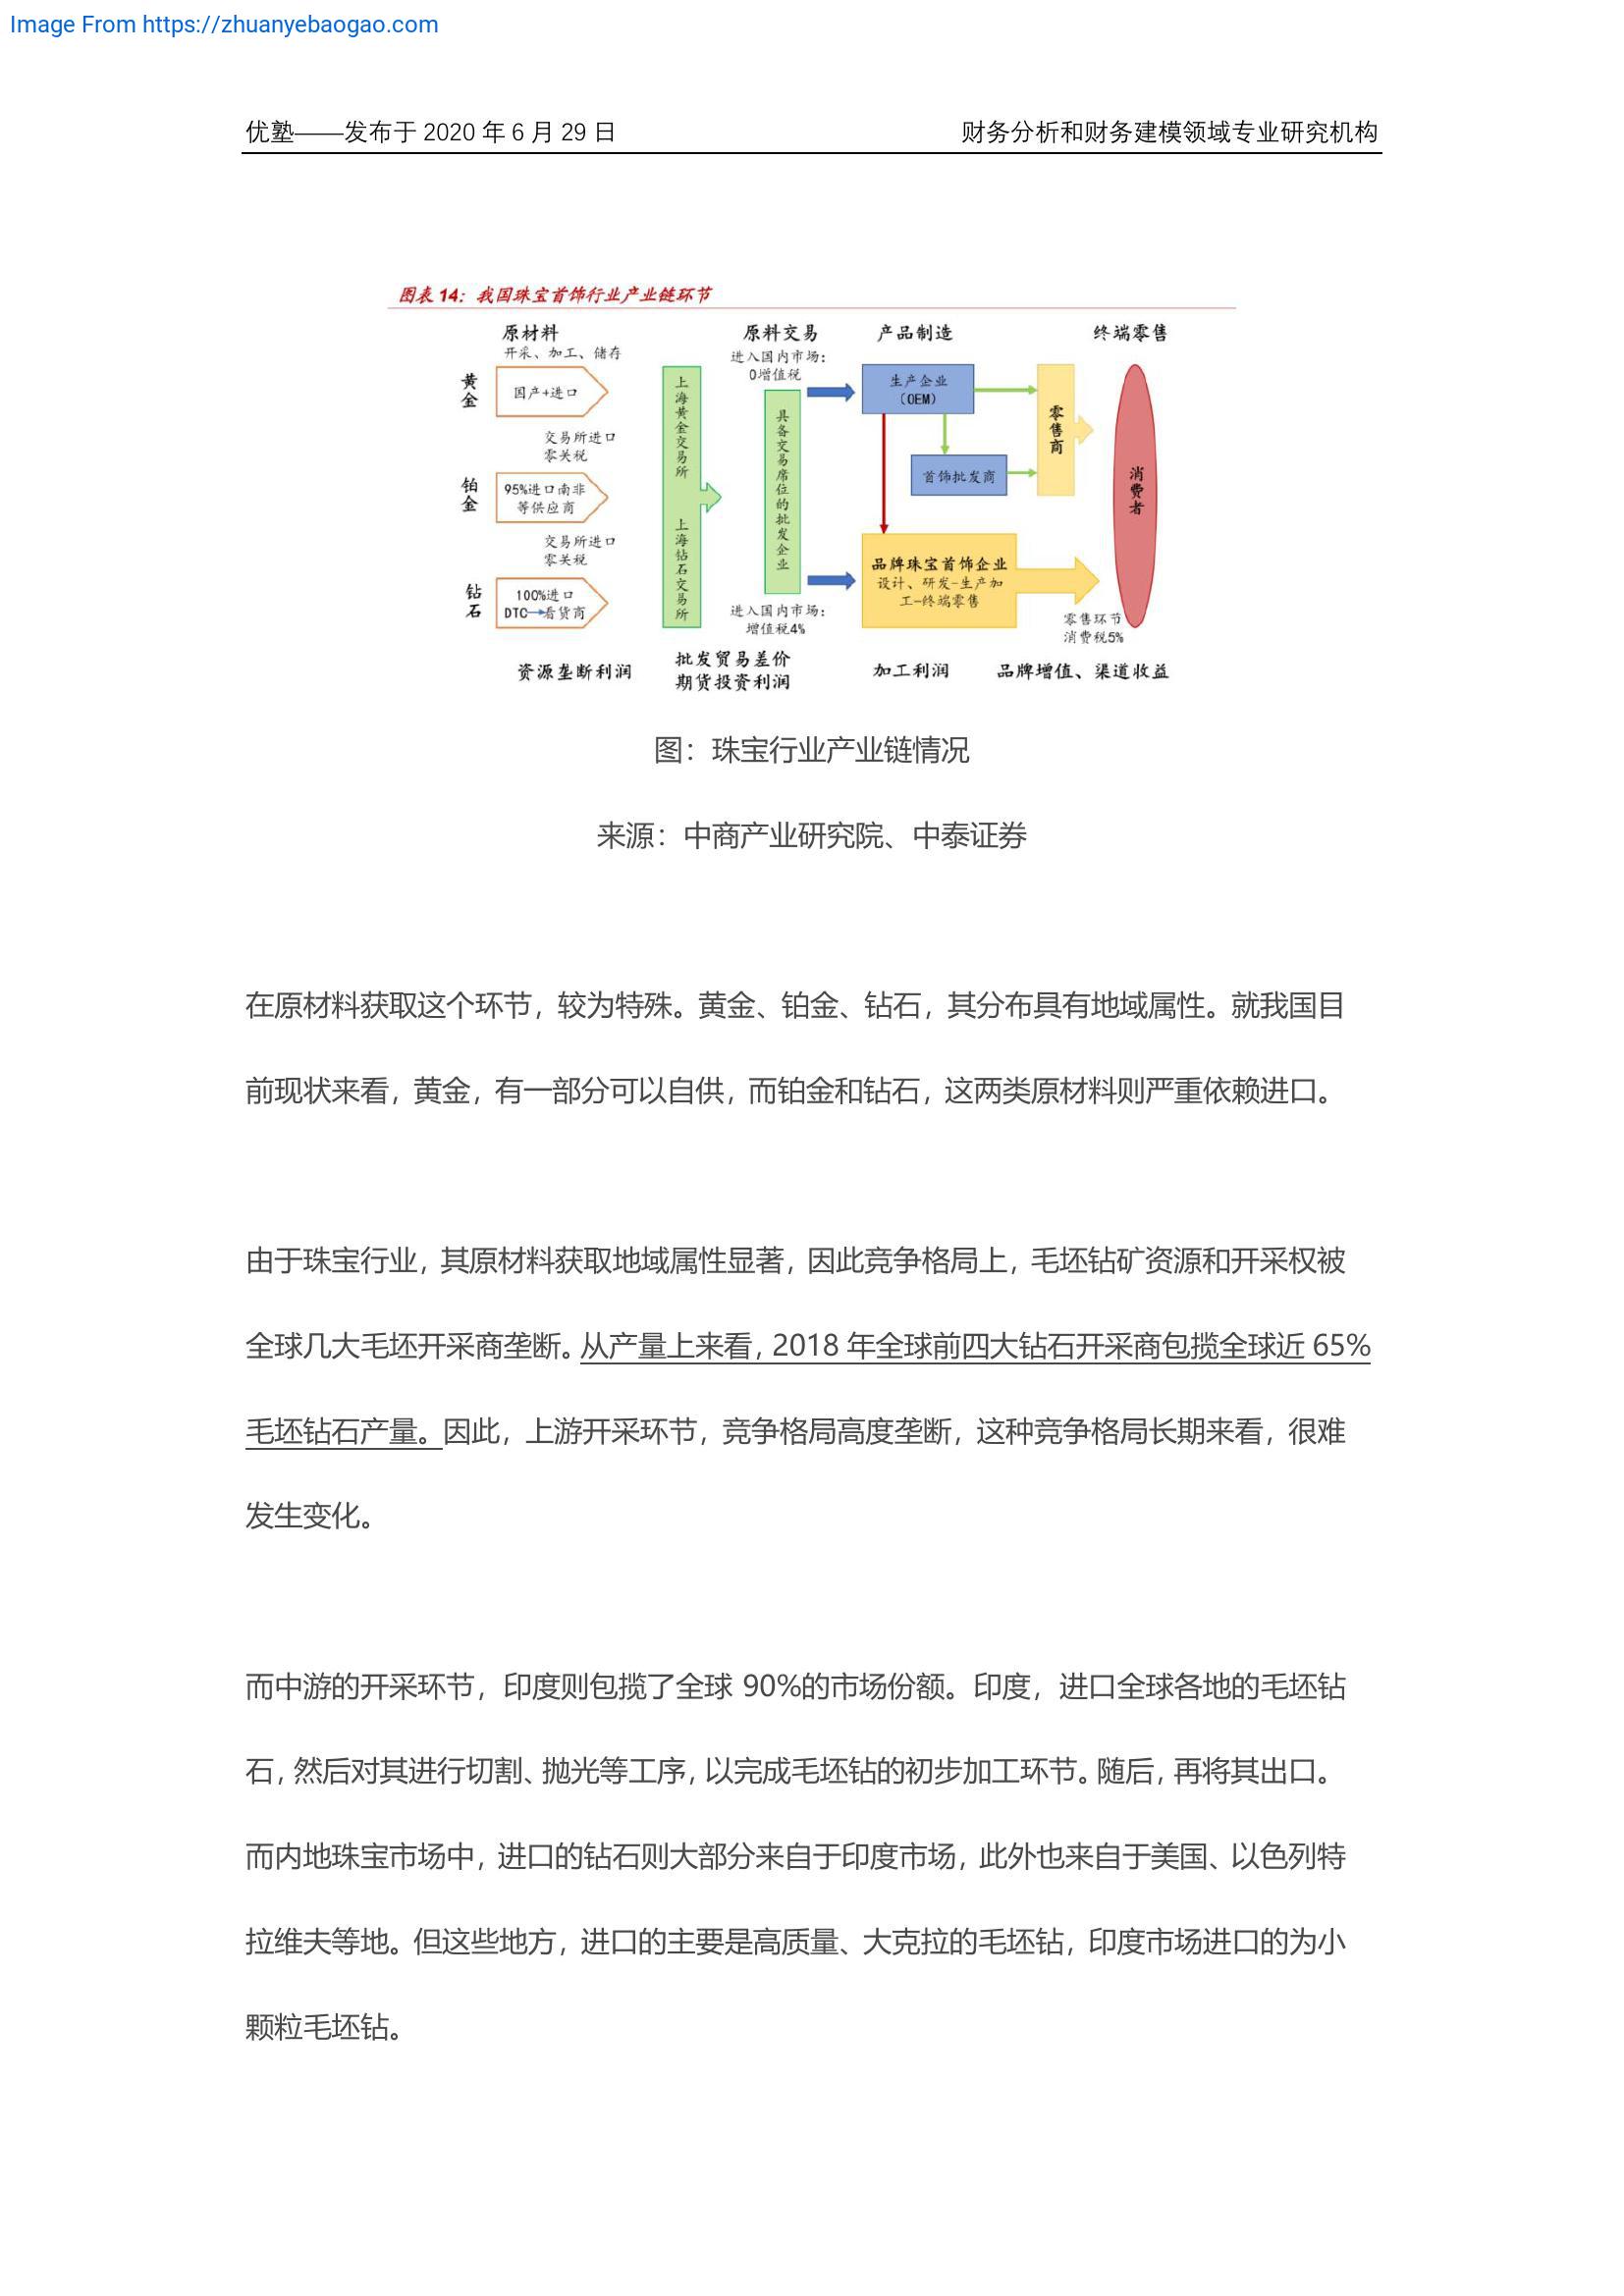 Image From https://zhuanyebaogao.com
优塾——发布于 2020 年 6 月 29 日
财务分析和财务建模领域专业研究机构
图表 14：我国珠宝首饰行业产业链环节
原材料
开采、加工、储存
原料交易
进入国内市场：
0增值税
产品制造
终端零售
黄金
国产+进口
交易所进口
零关税
铂金
95%进口南非
等供应商
交易所进口
零关税
钻石
100%进口
DTC→看货商
上海黄金交易所
上海钻石交易所
具备交易席位的批发企业
进入国内市场：
增值税4%
生产企业
（OEM）
首饰批发商
零售商
品牌珠宝首饰企业
设计、研发-生产加
工-终端零售
消费者
零售环节
消费税5%
资源垄断利润
批发贸易差价
期货投资利润
加工利润
品牌增值、渠道收益
图：珠宝行业产业链情况
来源：中商产业研究院、中泰证券
在原材料获取这个环节，较为特殊。黄金、铂金、钻石，其分布具有地域属性。就我国目
前现状来看，黄金，有一部分可以自供，而铂金和钻石，这两类原材料则严重依赖进口。
由于珠宝行业，其原材料获取地域属性显著，因此竞争格局上，毛坯钻矿资源和开采权被
全球几大毛坯开采商垄断。从产量上来看，2018 年全球前四大钻石开采商包揽全球近 65%
毛坯钻石产量。因此，上游开采环节，竞争格局高度垄断，这种竞争格局长期来看，很难
发生变化。
而中游的开采环节，印度则包揽了全球 90%的市场份额。印度，进口全球各地的毛坯钻
石，然后对其进行切割、抛光等工序，以完成毛坯钻的初步加工环节。随后，再将其出口。
而内地珠宝市场中，进口的钻石则大部分来自于印度市场，此外也来自于美国、以色列特
拉维夫等地。但这些地方，进口的主要是高质量、大克拉的毛坯钻，印度市场进口的为小
颗粒毛坯钻。